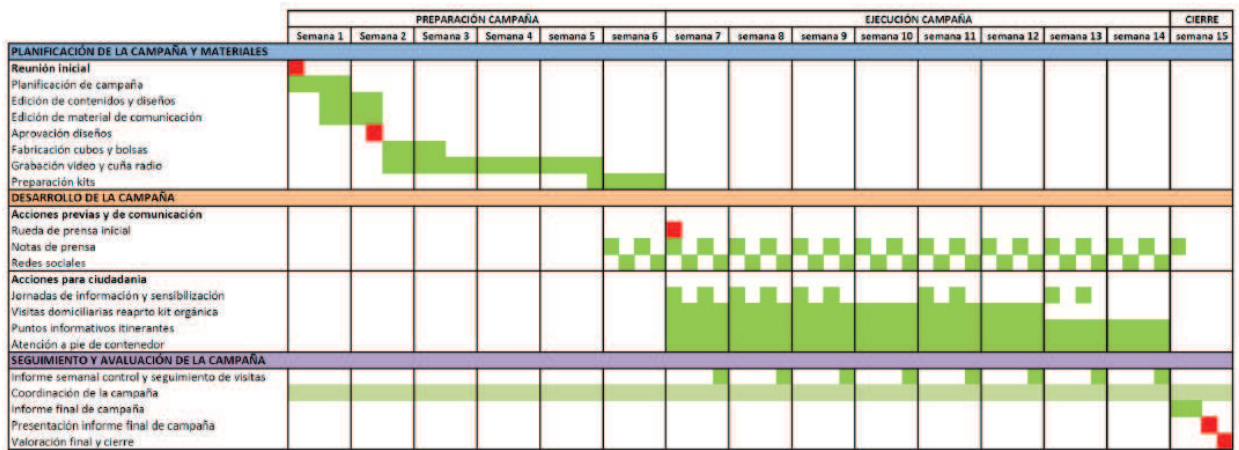 PREPARACIÓN CAMPAÑA EJECUCIÓN CAMPAÑA CIERRE
Semana 1 Semana 2 Semana 3 Semana 4 semana 5 semana 6 semana 7 semana 8 semana 9 semana 10 semana 11 semana 12 semana 13 semana 14 semana 15
PLANIFICACIÓN DE LA CAMPAÑA Y MATERIALES
Reunión inicial
Planificación de campaña
Edición de contenidos y diseños
Edición de material de comunicación
Aprovación diseños
Fabricación cubos y bolsas
Grabación video y cuña radio
Preparación kits
DESARROLLO DE LA CAMPAÑA
Acciones previas y de comunicación
Rueda de prensa inicial
Notas de prensa
Redes sociales
Acciones para ciudadania
Jornadas de información y sensibilización
Visitas domiciliarias reaprto kit orgánica
Puntos informativos itinerantes
Atención a pie de contenedor
SEGUIMIENTO Y AVALUACIÓN DE LA CAMPAÑA
Informe semanal control y seguimiento de visitas
Coordinación de la campaña
Informe final de campaña
Presentación informe final de campaña
Valoración final y cierre